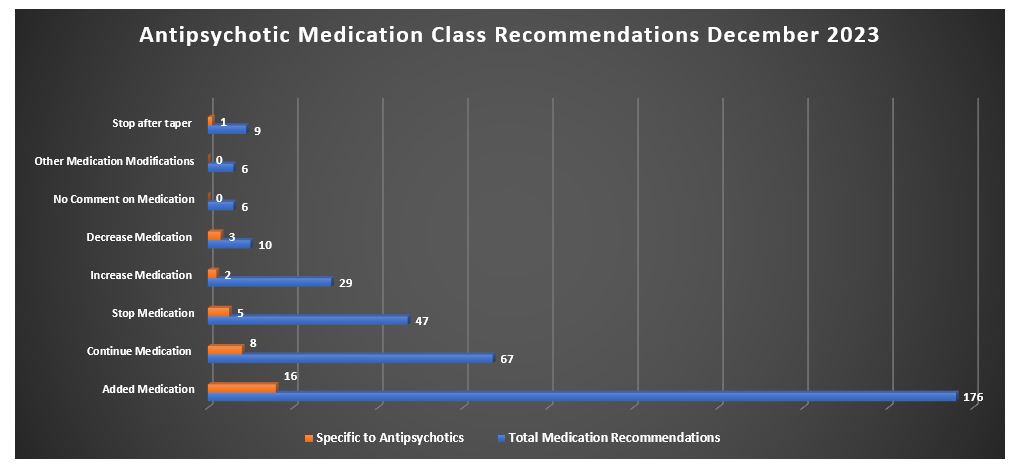 Antipsychotic Medication Class Recommendations December 2023
Stop after taper
1
9
Other Medication Modifications
0
6
No Comment on Medication
0
6
Decrease Medication
3
10
Increase Medication
2
29
Stop Medication
5
47
Continue Medication
8
67
Added Medication
16
176
Specific to Antipsychotics
Total Medication Recommendations